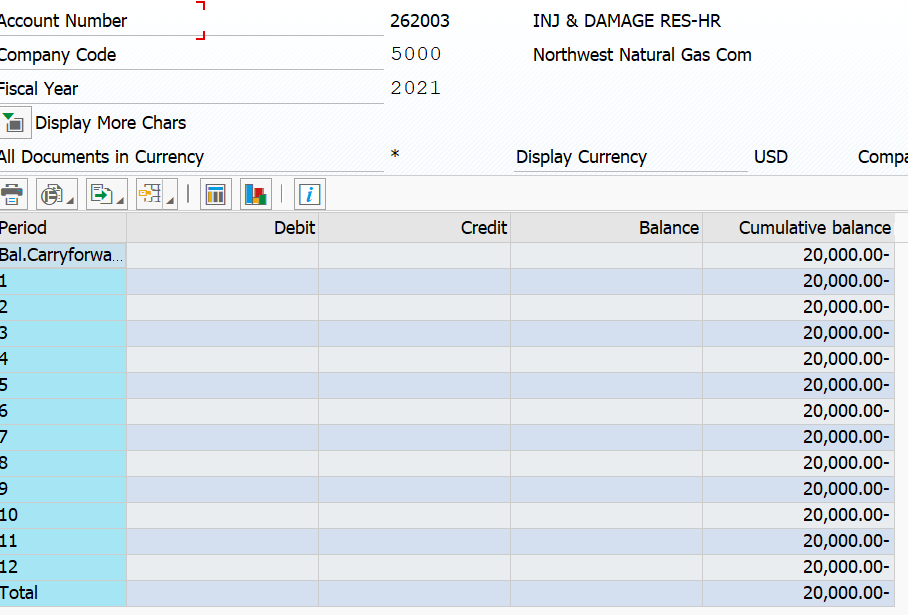 Account Number 262003 INJ & DAMAGE RES-HR
Company Code 5000 Northwest Natural Gas Com
Fiscal Year 2021
Display More Chars
All Documents in Currency * Display Currency USD Compa
Period Debit Credit Balance Cumulative balance
Bal.Carryforwa... 20,000.00-
1 20,000.00-
2 20,000.00-
3 20,000.00-
4 20,000.00-
5 20,000.00-
6 20,000.00-
7 20,000.00-
8 20,000.00-
9 20,000.00-
10 20,000.00-
11 20,000.00-
12 20,000.00-
Total 20,000.00-